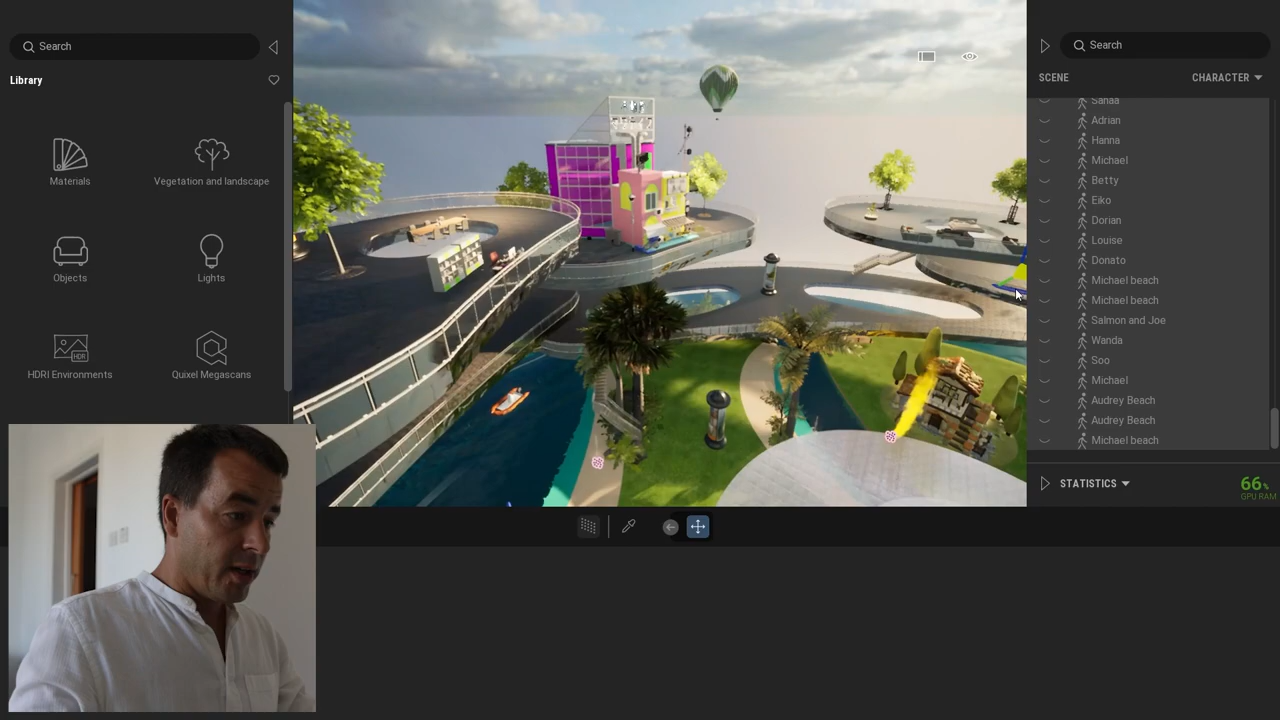 Search
Library
Materials
Vegetation and landscape
Objects
Lights
HDR
HDRI Environments
Quixel Megascans
Search
SCENE
CHARACTER
Sanaa
Adrian
Hanna
Michael
Betty
Eiko
Dorian
Louise
Donato
Michael beach
Michael beach
Salmon and Joe
Wanda
Soo
Michael
Audrey Beach
Audrey Beach
Michael beach
STATISTICS
66%
GPU RAM